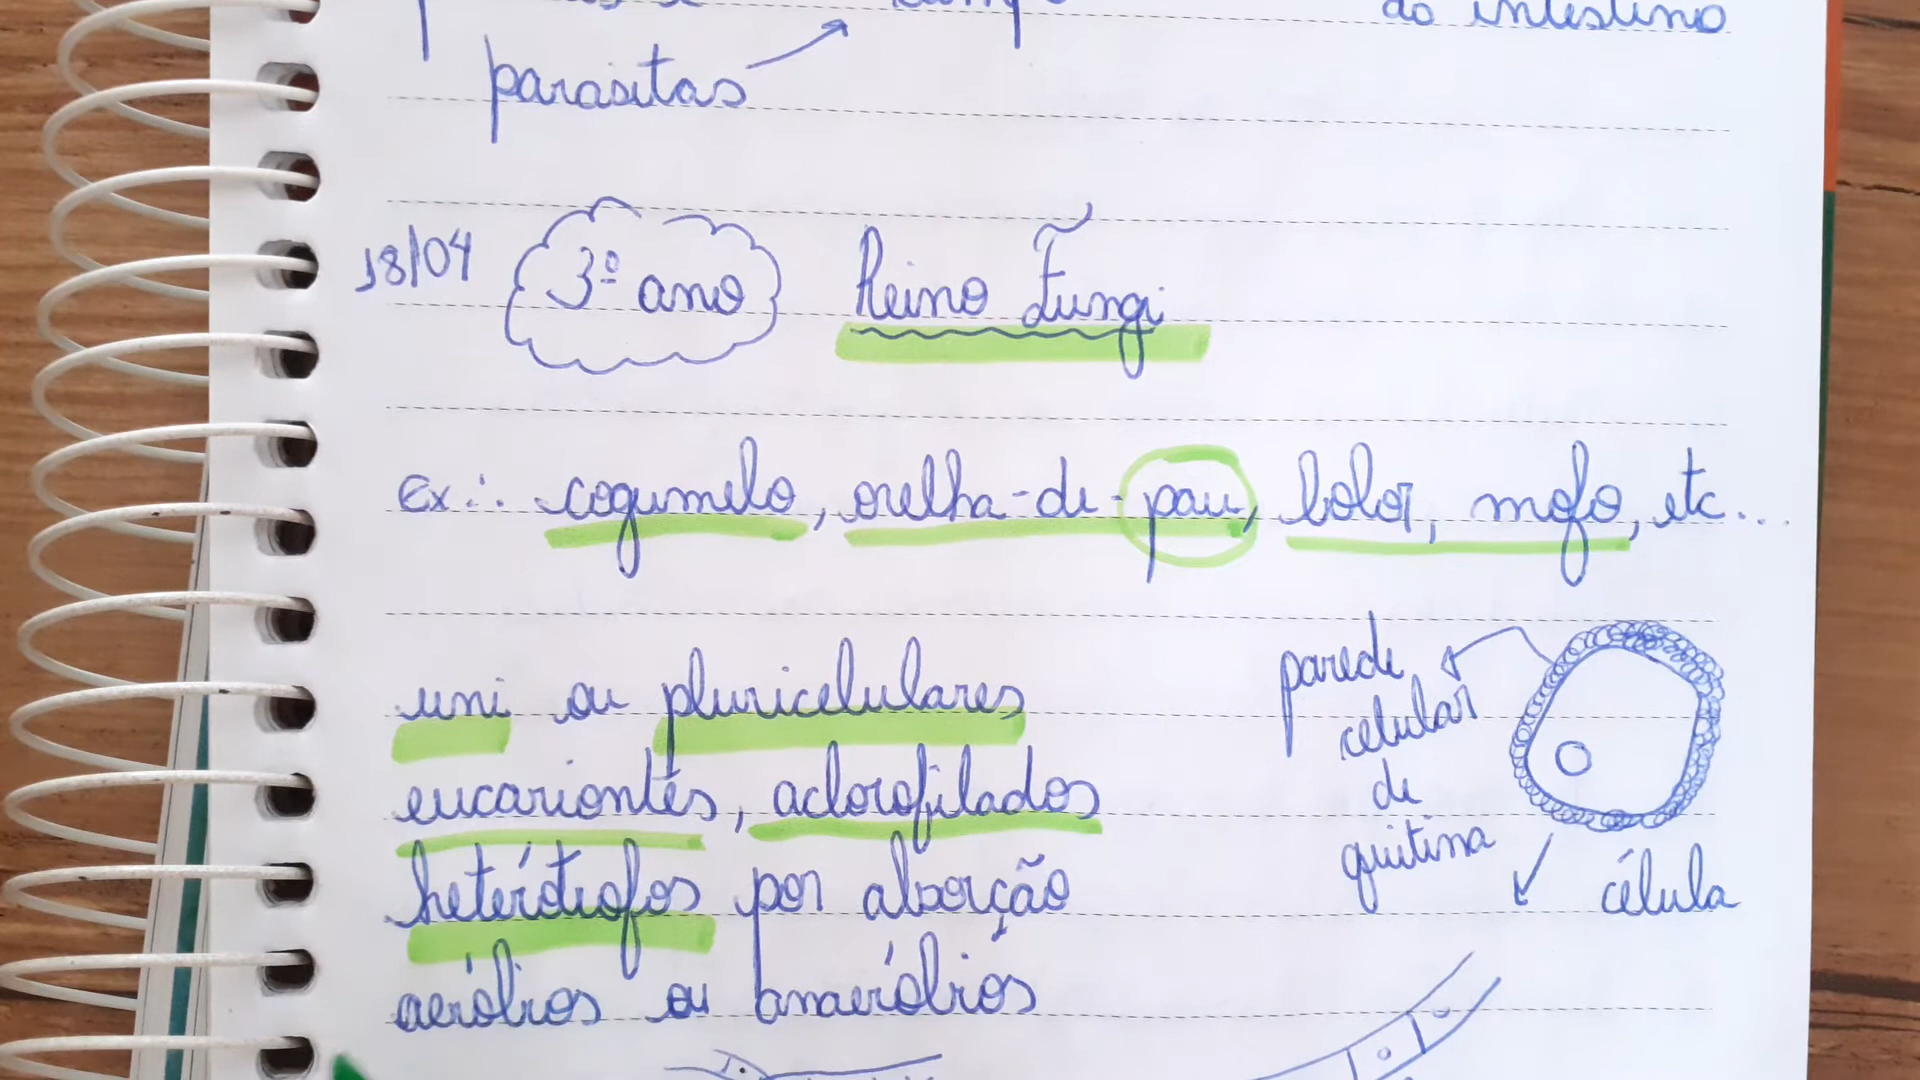 do intestino
parasitas
18/04 3º ano Reino Fungi
Ex.: cogumelo, orelha-de-pau, bolor, mofo, etc...
uni ou pluricelulares
eucariontes, aclorofilados
heterótrofos por absorção
aeróbios ou anaeróbios
parede
celular
de
quitina
célula